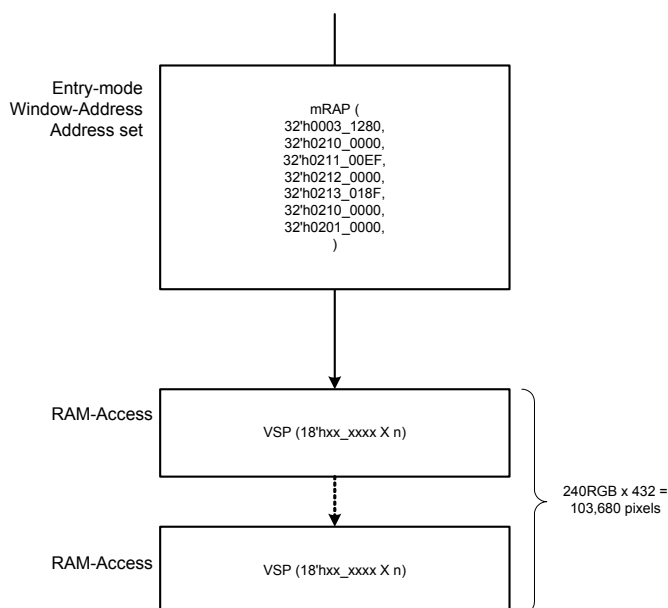 Entry-mode
Window-Address
Address set
mRAP (
32'h0003_1280,
32'h0210_0000,
32'h0211_00EF,
32'h0212_0000,
32'h0213_018F,
32'h0210_0000,
32'h0201_0000,
)
RAM-Access
VSP (18'hxx_xxxx X n)
240RGB x 432 =
103,680 pixels
RAM-Access
VSP (18'hxx_xxxx X n)